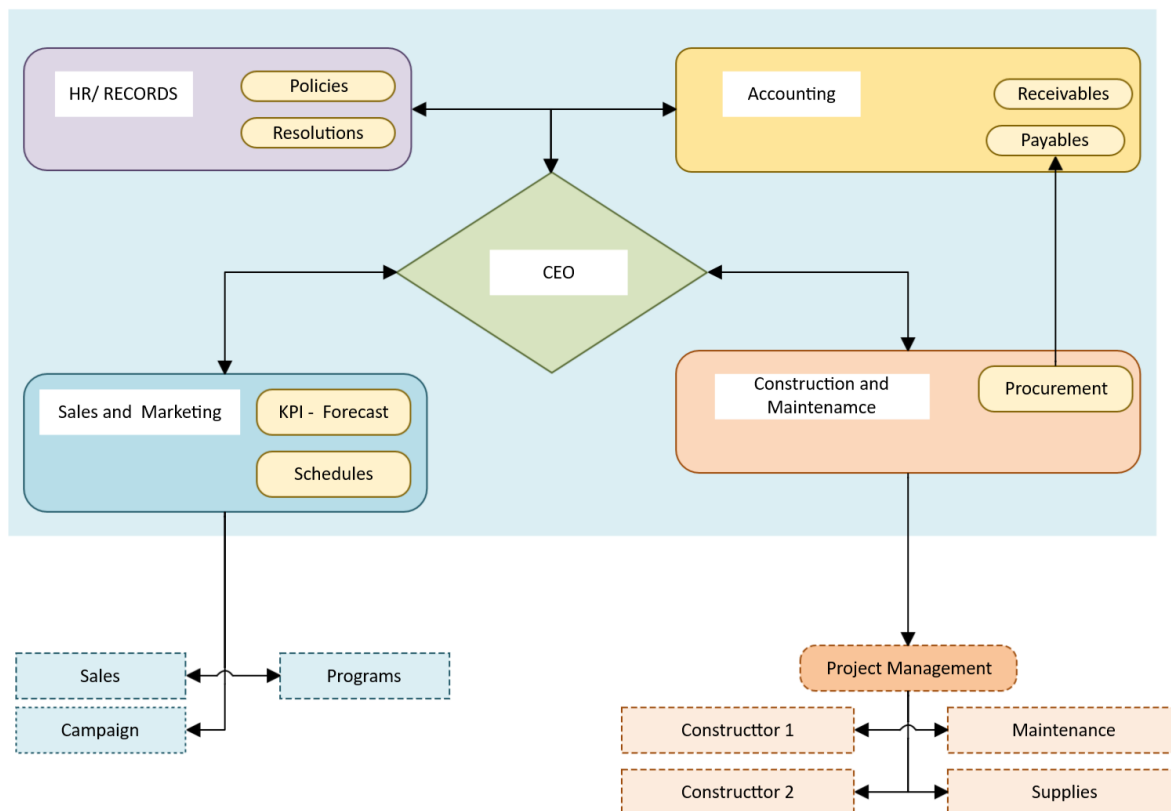 HR/ RECORDS
Policies
Resolutions
Accounting
Receivables
Payables
CEO
Sales and  Marketing
KPI -  Forecast
Schedules
Construction and
Maintenamce
Procurement
Sales
Programs
Campaign
Project Management
Constructtor 1
Maintenance
Constructtor 2
Supplies